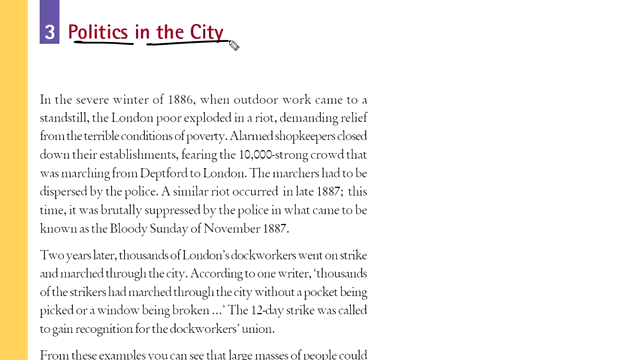 3 Politics in the City
In the severe winter of 1886, when outdoor work came to a
standstill, the London poor exploded in a riot, demanding relief
from the terrible conditions of poverty. Alarmed shopkeepers closed
down their establishments, fearing the 10,000-strong crowd that
was marching from Deptford to London. The marchers had to be
dispersed by the police. A similar riot occurred in late 1887; this
time, it was brutally suppressed by the police in what came to be
known as the Bloody Sunday of November 1887.
Two years later, thousands of London's dockworkers went on strike
and marched through the city. According to one writer, 'thousands
of the strikers had marched through the city without a pocket being
picked or a window being broken ...' The 12-day strike was called
to gain recognition for the dockworkers' union.
From these examples you can see that large masses of people could